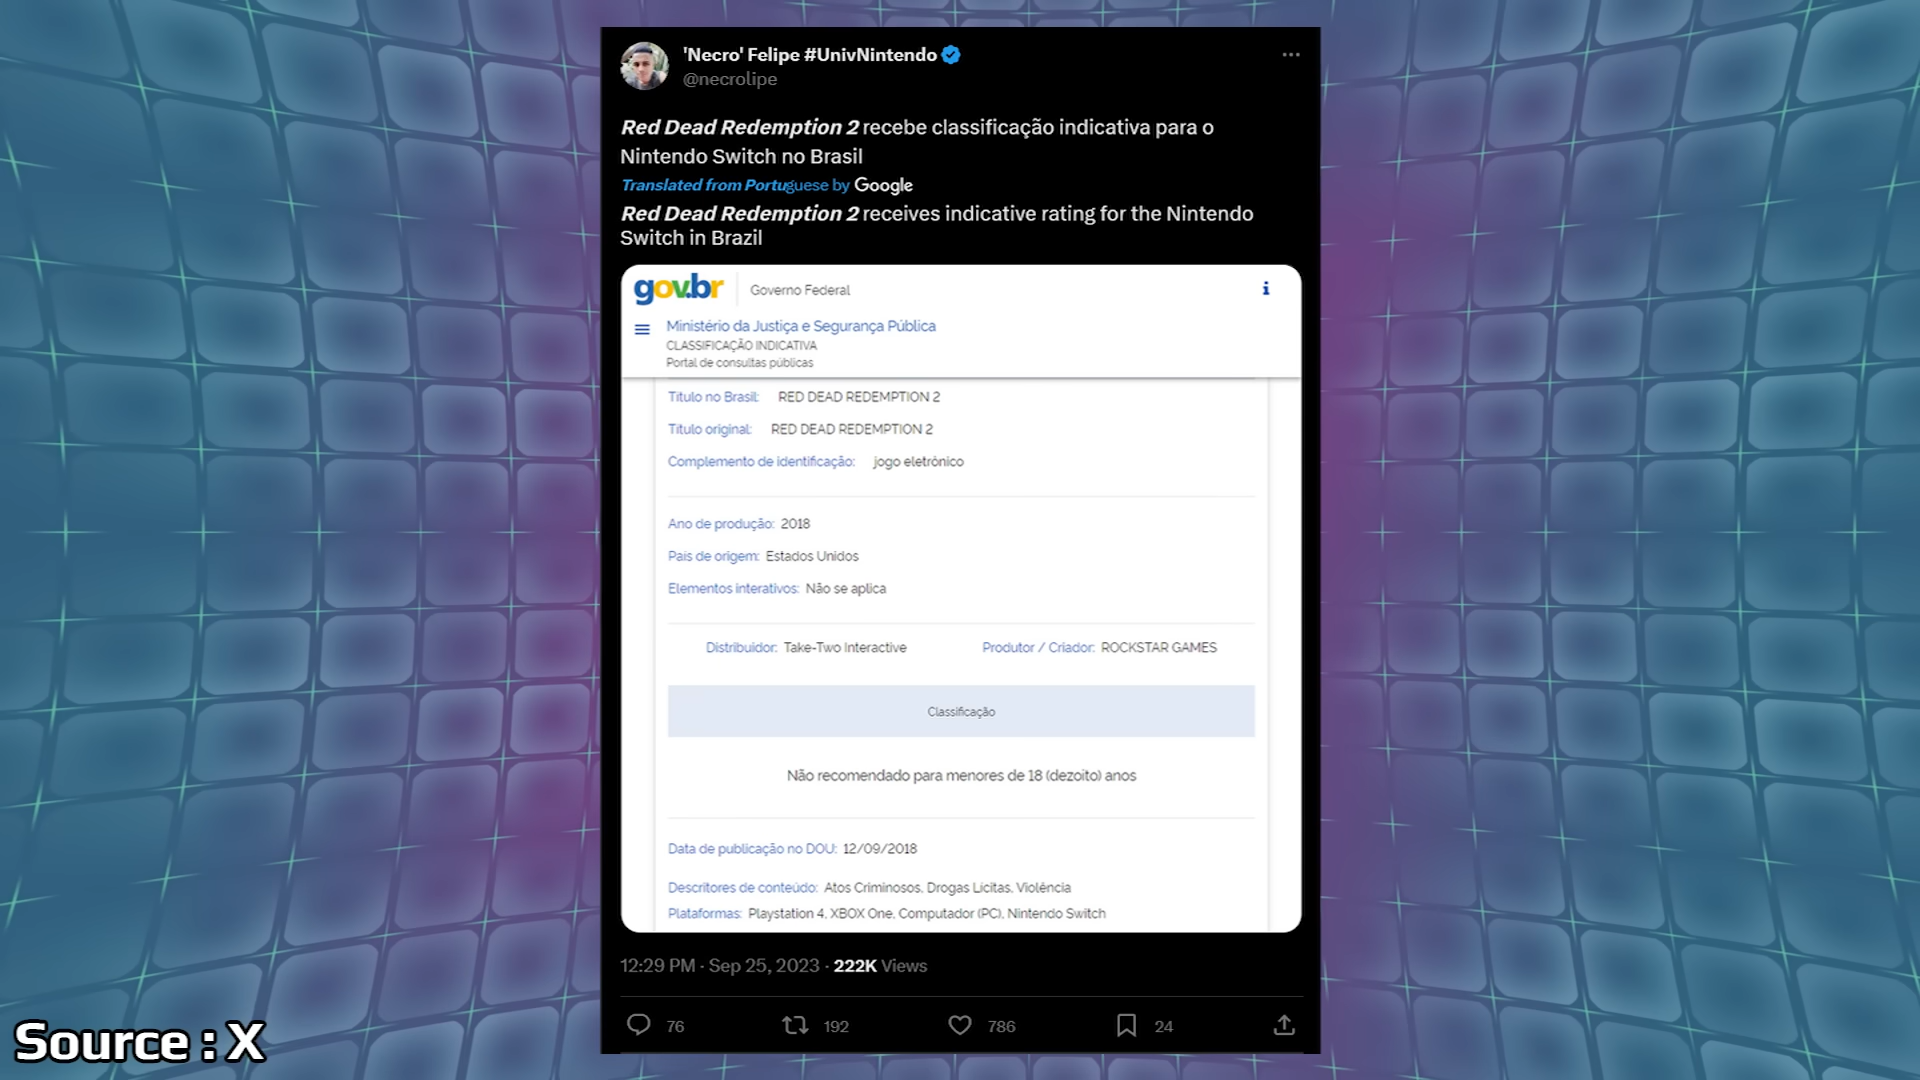 'Necro' Felipe #UnivNintendo
@necrolipe
Red Dead Redemption 2 recebe classificação indicativa para o
Nintendo Switch no Brasil
Translated from Portuguese by Google
Red Dead Redemption 2 receives indicative rating for the Nintendo
Switch in Brazil
gov.br Governo Federal
Ministério da Justiça e Segurança Pública
CLASSIFICAÇÃO INDICATIVA
Portal de consultas públicas
Título no Brasil: RED DEAD REDEMPTION 2
Título original: RED DEAD REDEMPTION 2
Complemento de identificação: jogo eletrônico
Ano de produção: 2018
País de origem: Estados Unidos
Elementos interativos: Não se aplica
Distribuidor: Take-Two Interactive Produtor / Criador: ROCKSTAR GAMES
Classificação
Não recomendado para menores de 18 (dezoito) anos
Data de publicação no DOU: 12/09/2018
Descritores de conteúdo: Atos Criminosos, Drogas Lícitas, Violência
Plataformas: Playstation 4, XBOX One, Computador (PC), Nintendo Switch
12:29 PM · Sep 25, 2023 · 222K Views
76 192 786 24
Source : X